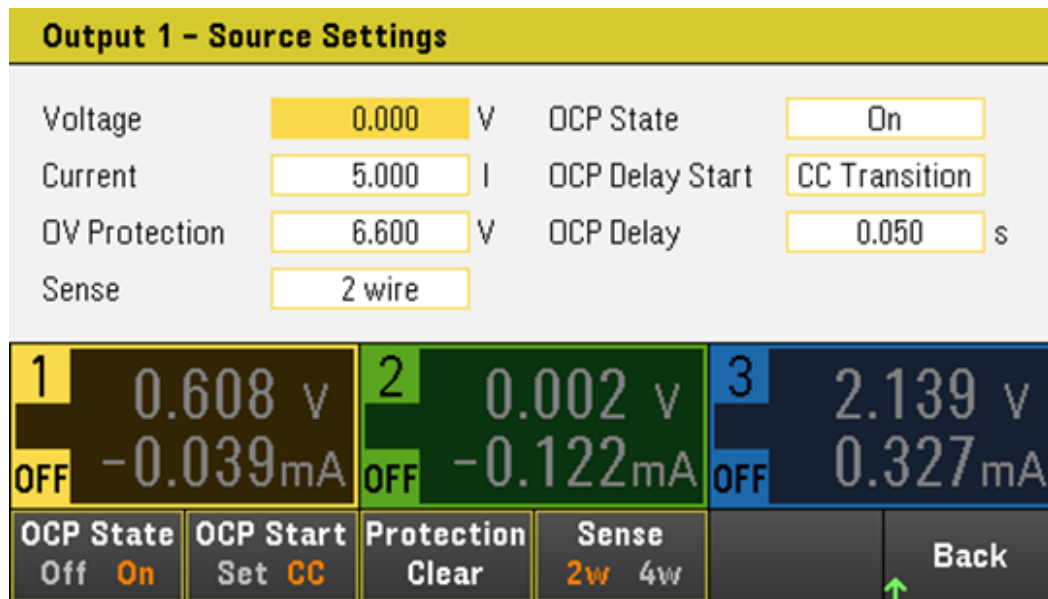 Output 1 - Source Settings
Voltage 0.000 V OCP State On
Current 5.000 I OCP Delay Start CC Transition
OV Protection 6.600 V OCP Delay 0.050 s
Sense 2 wire
1 0.608 V 2 0.002 V 3 2.139 V
OFF -0.039mA OFF -0.122mA OFF 0.327mA
OCP State OCP Start Protection Sense
Off On Set CC Clear 2w 4w Back